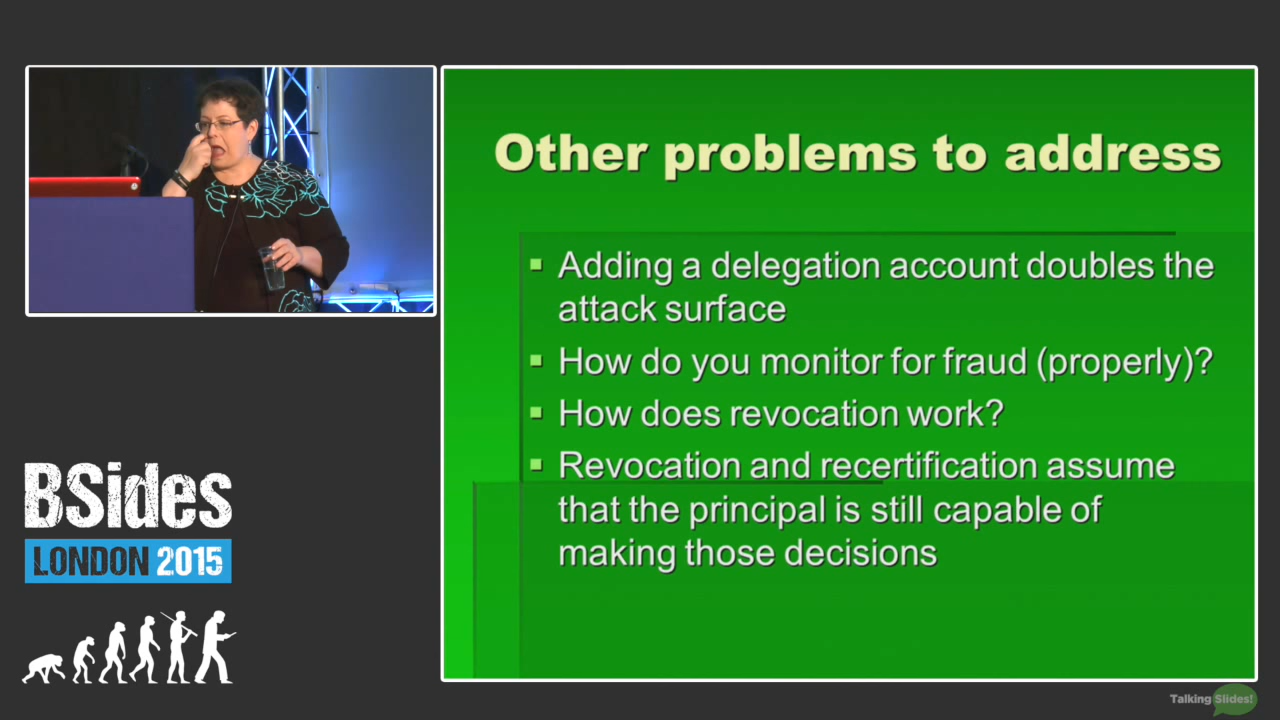 Other problems to address
Adding a delegation account doubles the
attack surface
How do you monitor for fraud (properly)?
How does revocation work?
Revocation and recertification assume
that the principal is still capable of
making those decisions
BSides
LONDON 2015
Talking Slides!